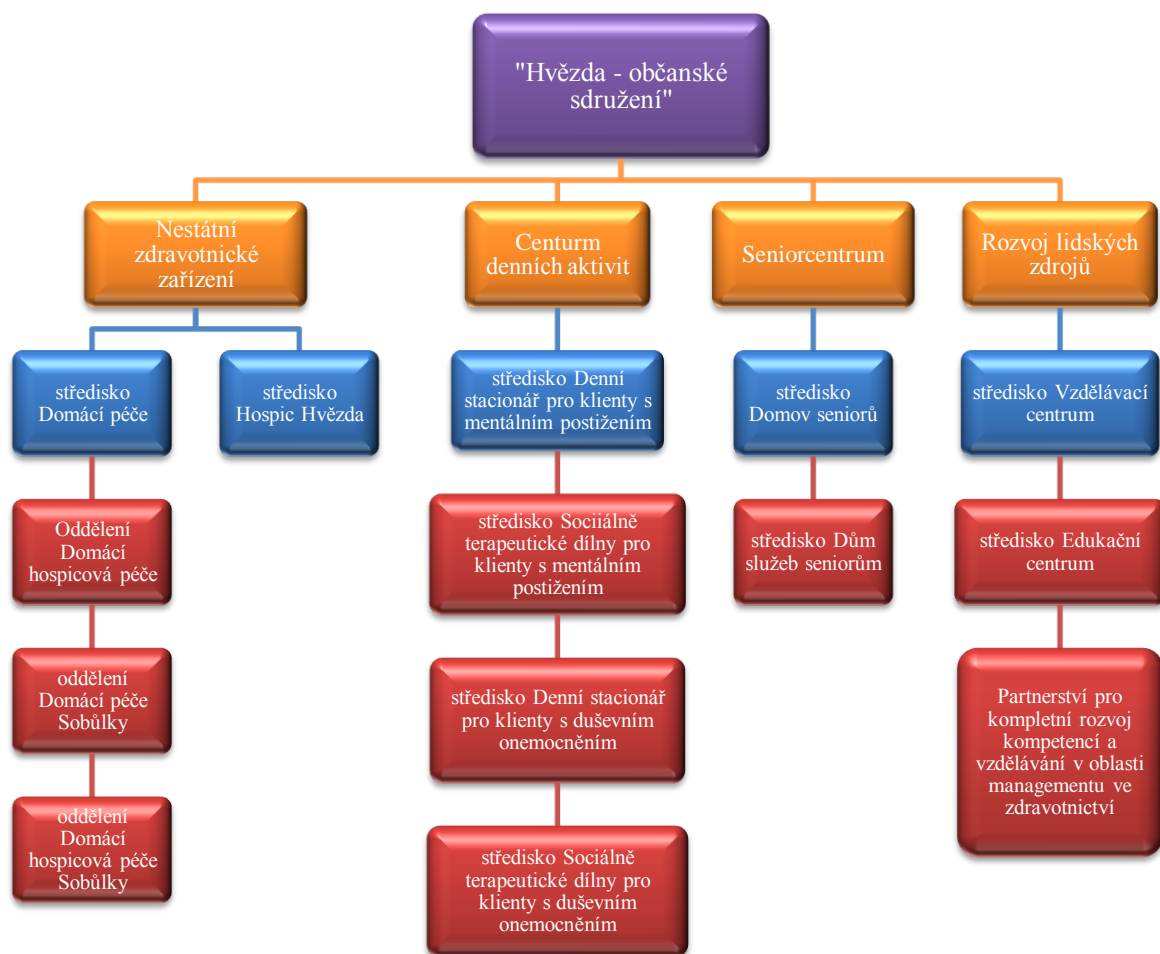 "Hvězda - občanské
sdružení"
Nestátní
zdravotnické
zařízení
Centurm
denních aktivit
Seniorcentrum
Rozvoj lidských
zdrojů
středisko
Domácí péče
středisko
Hospic Hvězda
středisko Denní
stacionář pro klienty s
mentálním postižením
středisko
Domov seniorů
středisko Vzdělávací
centrum
Oddělení
Domácí
hospicová péče
středisko Sociiálně
terapeutické dílny pro
klienty s mentálním
postižením
středisko Dům
služeb seniorům
středisko Edukační
centrum
oddělení
Domácí péče
Sobůlky
středisko Denní stacionář
pro klienty s duševním
onemocněním
Partnerství pro
kompletní rozvoj
kompetencí a
vzdělávání v oblasti
managementu ve
zdravotnictví
oddělení
Domácí
hospicová péče
Sobůlky
středisko Sociálně
terapeutické dílny pro
klienty s duševním
onemocněním